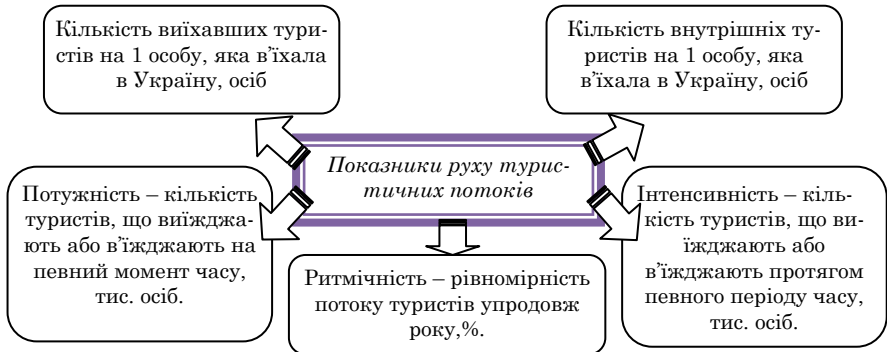 Кількість виїхавших тури-
стів на 1 особу, яка в'їхала
в Україну, осіб
Кількість внутрішніх ту-
ристів на 1 особу, яка
в'їхала в Україну, осіб
Показники руху турис-
тичних потоків
Потужність – кількість
туристів, що виїжджа-
ють або в'їжджають на
певний момент часу,
тис. осіб.
Ритмічність – рівномірність
потоку туристів упродовж
року,%.
Інтенсивність – кіль-
кість туристів, що ви-
їжджають або
в'їжджають протягом
певного періоду часу,
тис. осіб.